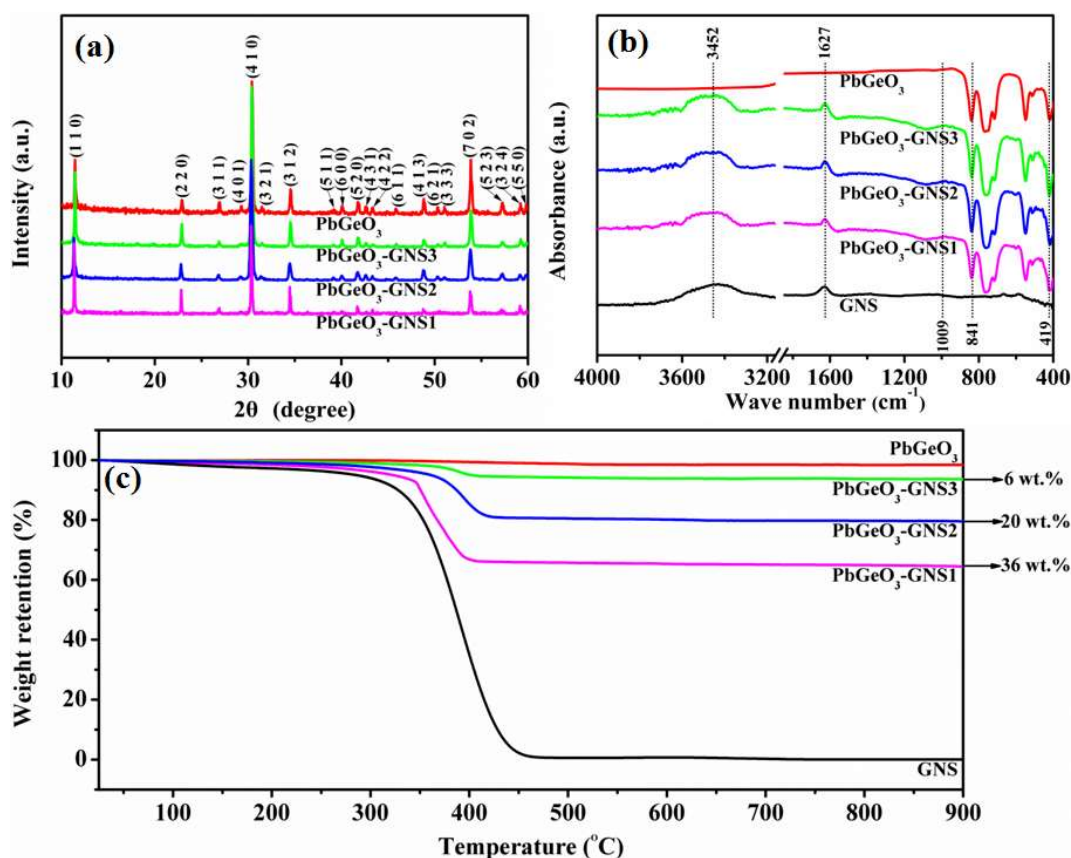 (a)
Intensity (a.u.)
(1 1 0)
(2 2 0)
(3 1 1)
(4 0 1)
(4 1 0)
(3 2 1)
(3 1 2)
(5 1 1)
(6 0 0)
(5 2 0)
(4 3 1)
(4 2 2)
(6 1 1)
(4 1 3)
(6 2 1)
(3 3 3)
(7 0 2)
(5 2 3)
(3 2 4)
(5 5 0)
PbGeO₃
PbGeO₃-GNS3
PbGeO₃-GNS2
PbGeO₃-GNS1
10 20 30 40 50 60
2θ (degree)
(b)
Absorbance (a.u.)
3452
1627
PbGeO₃
PbGeO₃-GNS3
PbGeO₃-GNS2
PbGeO₃-GNS1
GNS
1009
841
419
4000 3600 3200 1600 1200 800 400
Wave number (cm⁻¹)
(c)
Weight retention (%)
100
80
60
40
20
0
PbGeO₃
PbGeO₃-GNS3
6 wt.%
PbGeO₃-GNS2
20 wt.%
PbGeO₃-GNS1
36 wt.%
GNS
100 200 300 400 500 600 700 800 900
Temperature (°C)